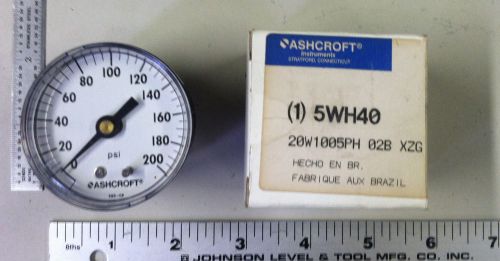 0
20
40
60
80
100
120
140
160
200
psi
ASHCROFT®
ASHCROFT®
Instruments
STRATFORD, CONNECTICUT
(1) 5WH40
20W1005PH 02B XZG
HECHO EN BR.
FABRIQUE AUX BRAZIL
8ths
1 2 3 4 5 6 7
JOHNSON LEVEL & TOOL MFG. CO., INC